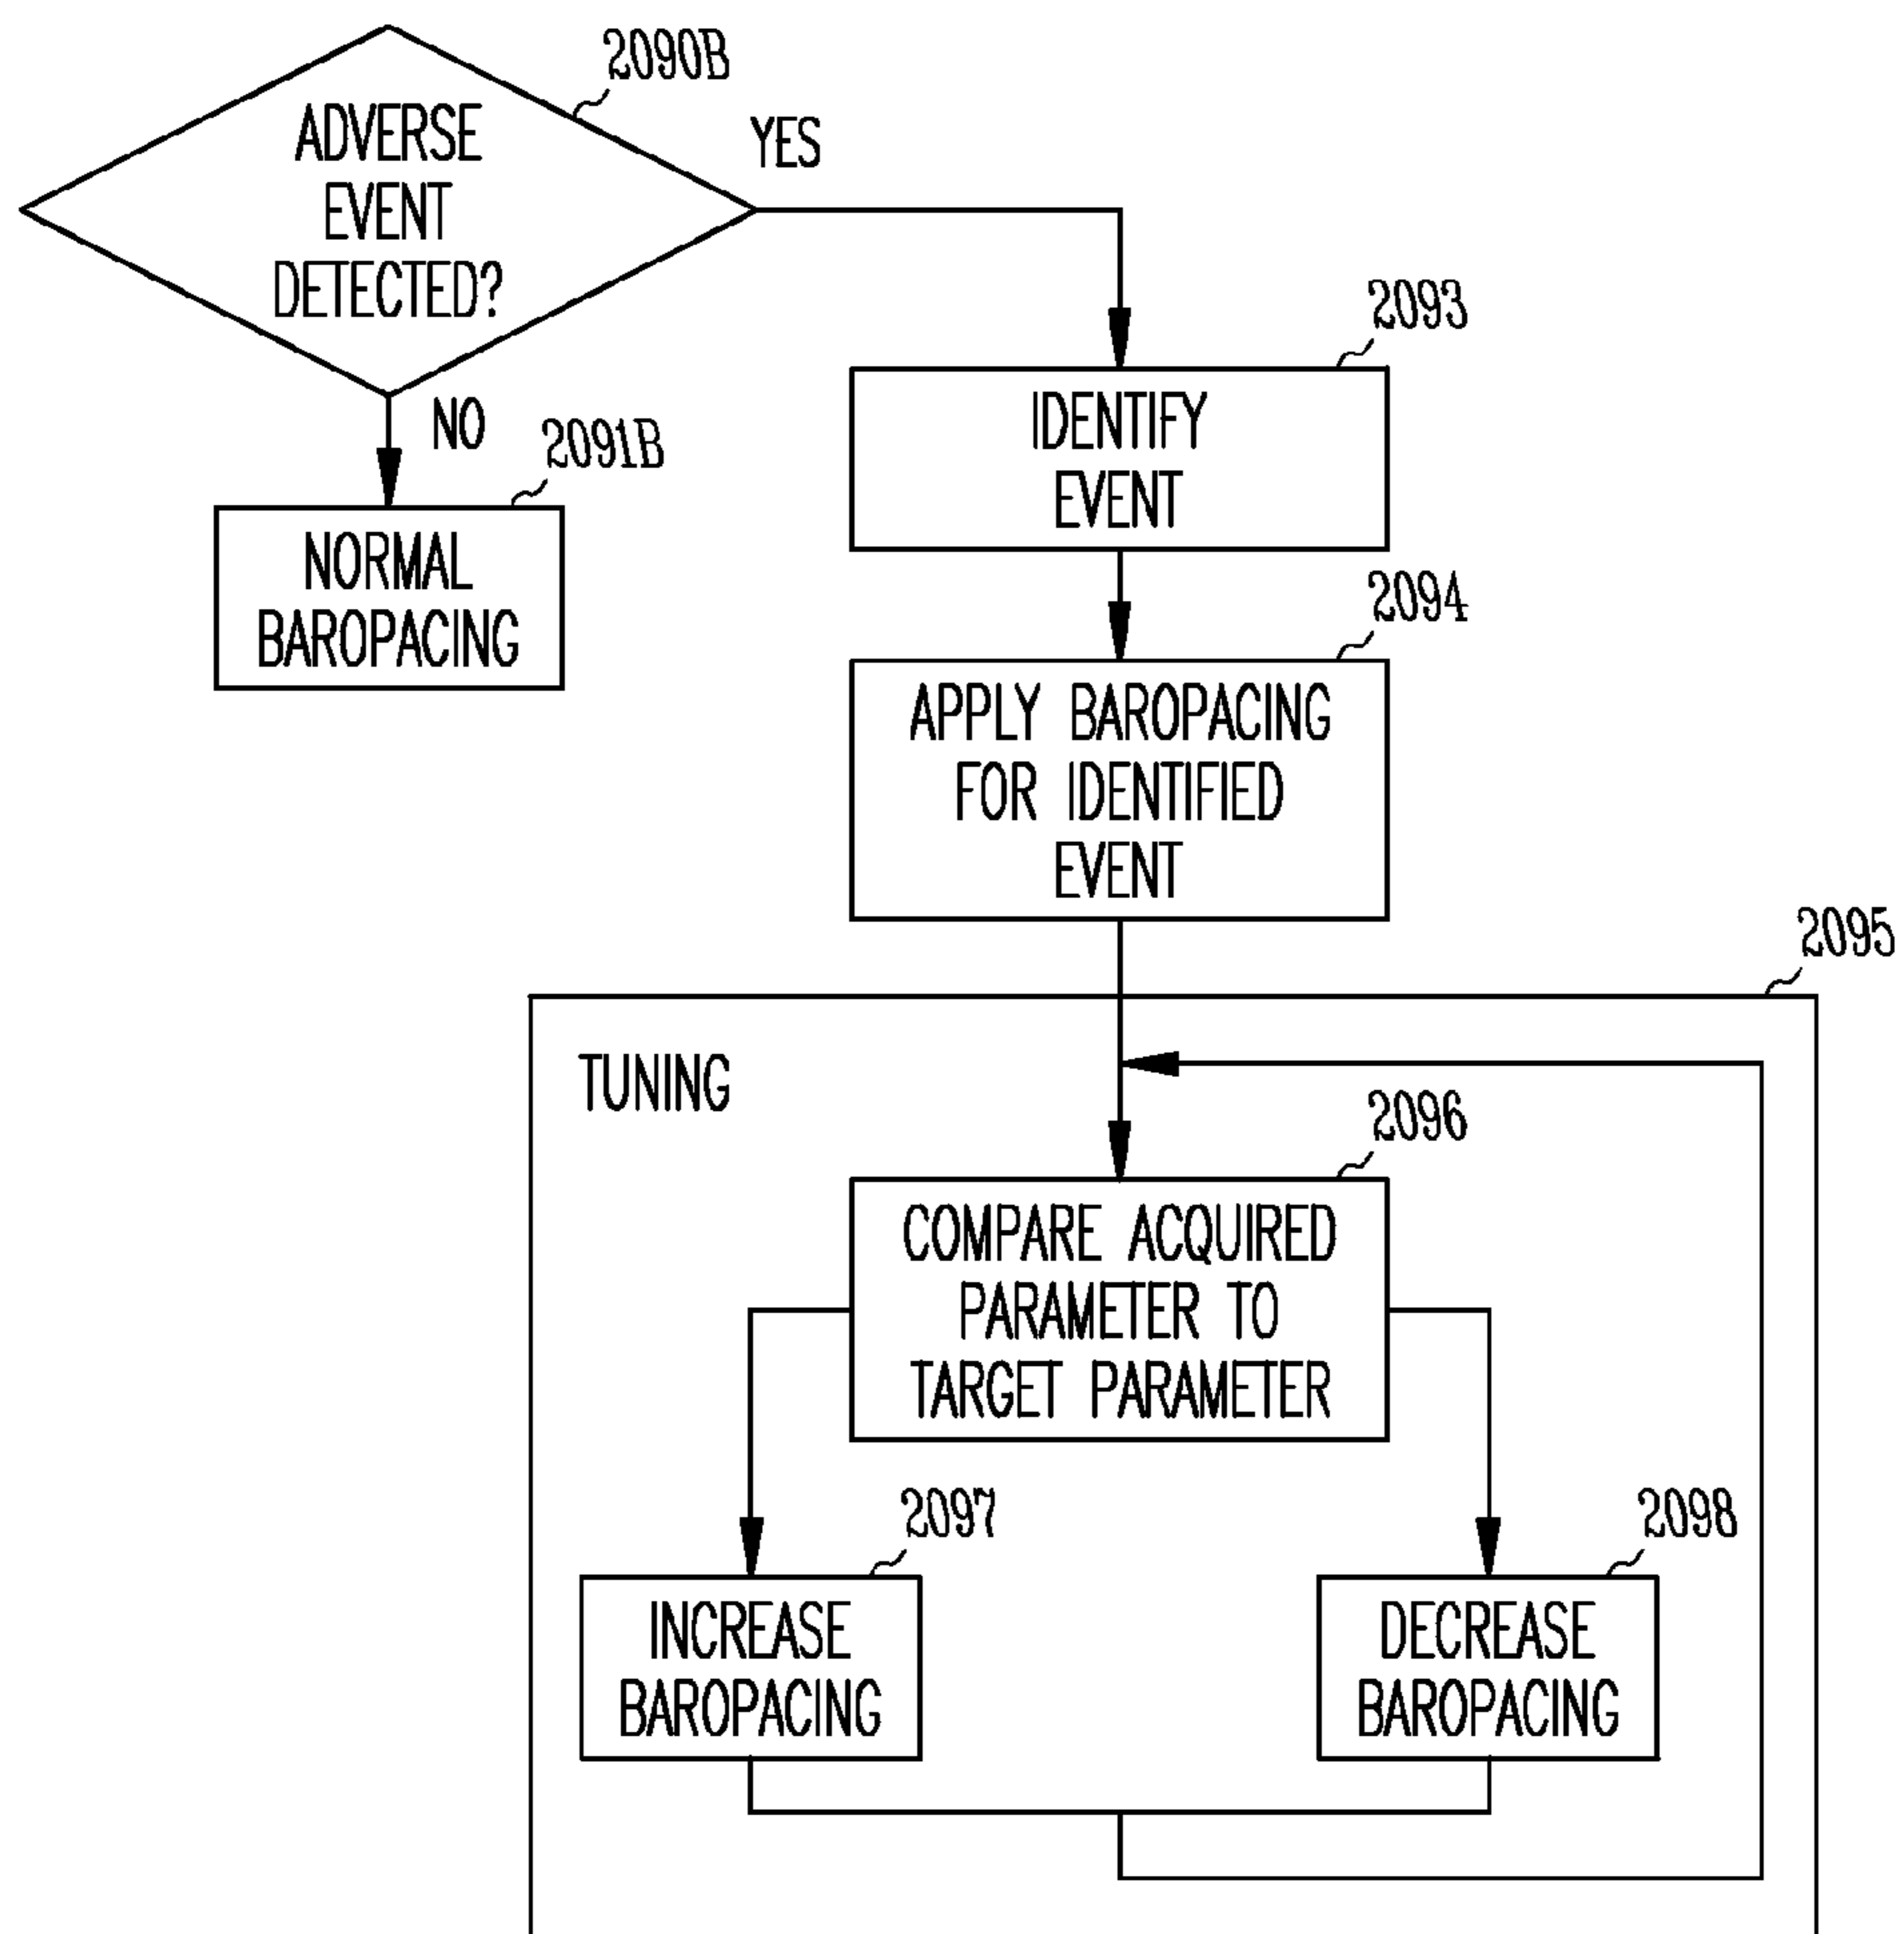 2090B
ADVERSE
EVENT
DETECTED?
YES
NO
2091B
NORMAL
BAROPACING
2093
IDENTIFY
EVENT
2094
APPLY BAROPACING
FOR IDENTIFIED
EVENT
2095
TUNING
2096
COMPARE ACQUIRED
PARAMETER TO
TARGET PARAMETER
2097
INCREASE
BAROPACING
2098
DECREASE
BAROPACING